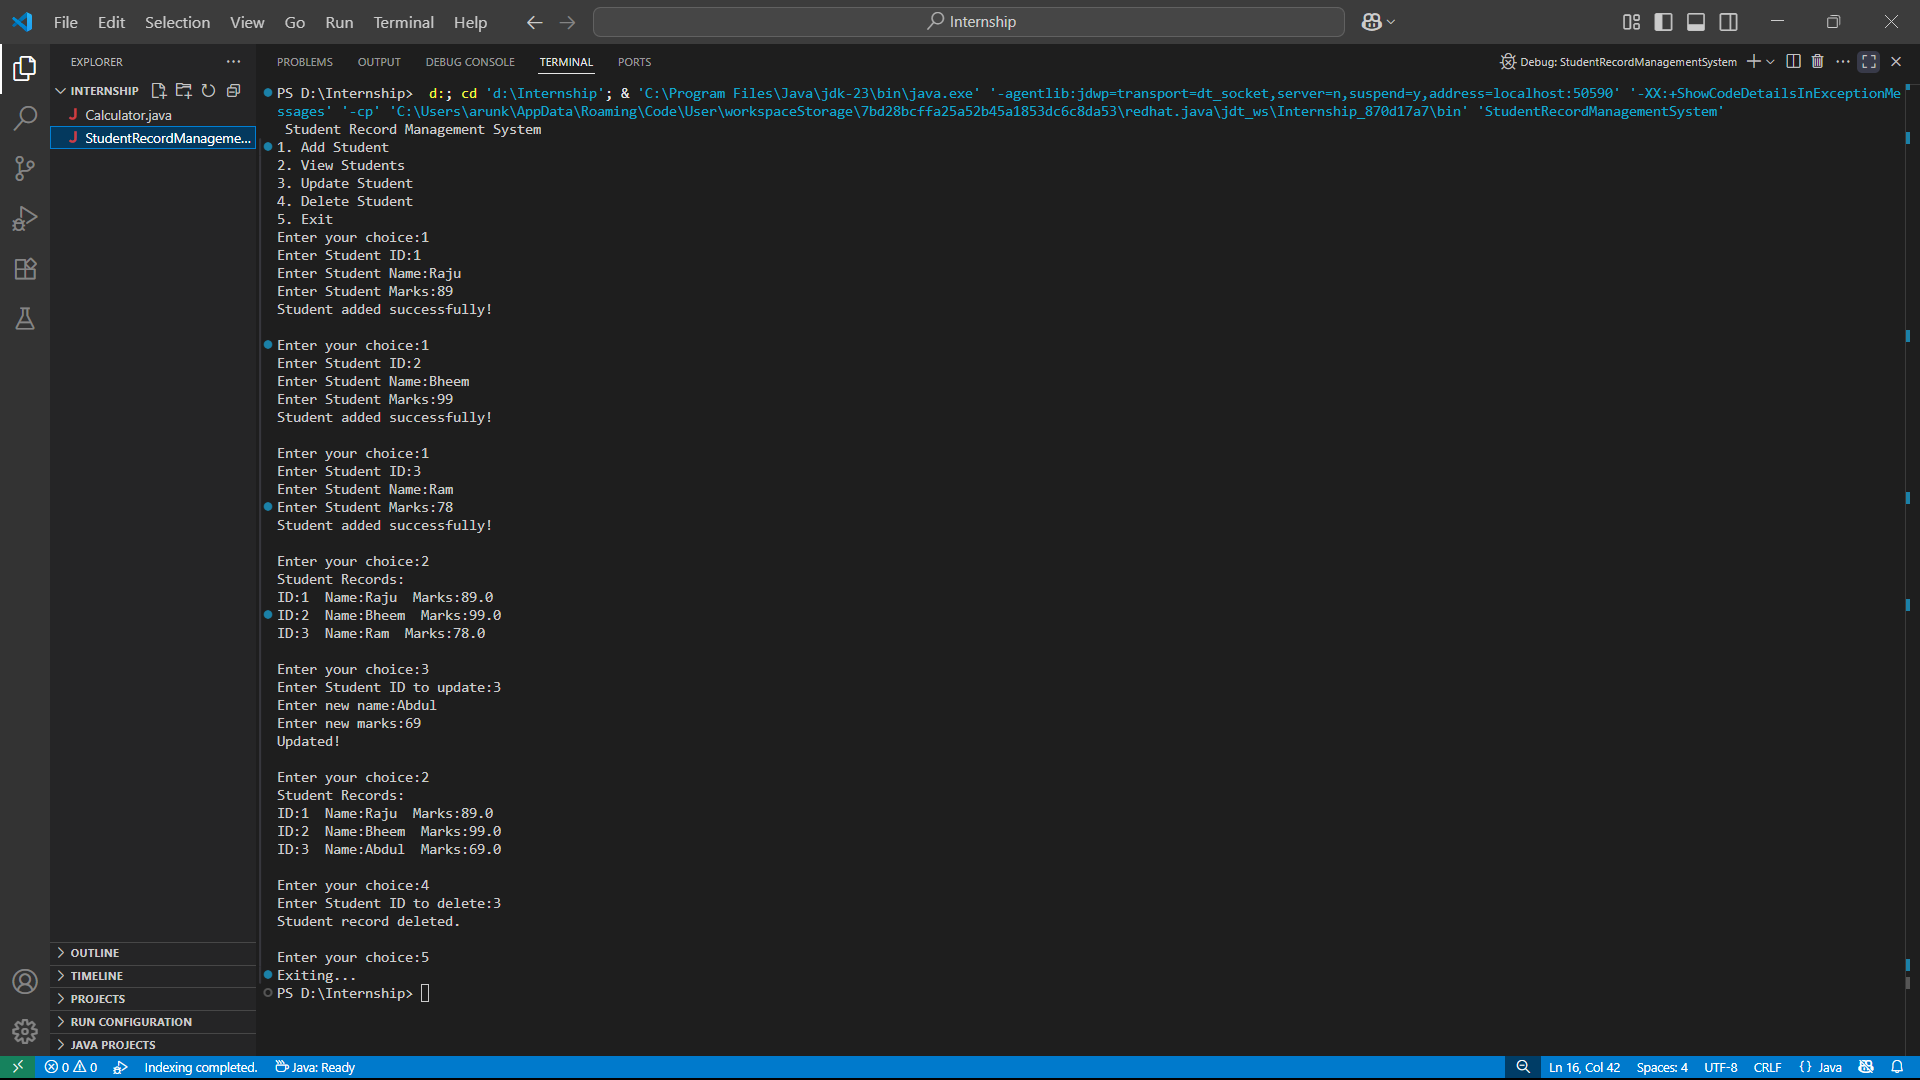 File Edit Selection View Go Run Terminal Help Internship
EXPLORER
INTERNSHIP
Calculator.java
StudentRecordManageme...
OUTLINE
TIMELINE
PROJECTS
RUN CONFIGURATION
JAVA PROJECTS
PROBLEMS OUTPUT DEBUG CONSOLE TERMINAL PORTS Debug: StudentRecordManagementSystem
PS D:\Internship> d:; cd 'd:\Internship'; & 'C:\Program Files\Java\jdk-23\bin\java.exe' '-agentlib:jdwp=transport=dt_socket,server=n,suspend=y,address=localhost:50590' '-XX:+ShowCodeDetailsInExceptionMe
ssages' '-cp' 'C:\Users\arunk\AppData\Roaming\Code\User\workspaceStorage\7bd28bcffa25a52b45a1853dc6c8da53\redhat.java\jdt_ws\Internship_870d17a7\bin' 'StudentRecordManagementSystem'
Student Record Management System
1. Add Student
2. View Students
3. Update Student
4. Delete Student
5. Exit
Enter your choice:1
Enter Student ID:1
Enter Student Name:Raju
Enter Student Marks:89
Student added successfully!
Enter your choice:1
Enter Student ID:2
Enter Student Name:Bheem
Enter Student Marks:99
Student added successfully!
Enter your choice:1
Enter Student ID:3
Enter Student Name:Ram
Enter Student Marks:78
Student added successfully!
Enter your choice:2
Student Records:
ID:1 Name:Raju Marks:89.0
ID:2 Name:Bheem Marks:99.0
ID:3 Name:Ram Marks:78.0
Enter your choice:3
Enter Student ID to update:3
Enter new name:Abdul
Enter new marks:69
Updated!
Enter your choice:2
Student Records:
ID:1 Name:Raju Marks:89.0
ID:2 Name:Bheem Marks:99.0
ID:3 Name:Abdul Marks:69.0
Enter your choice:4
Enter Student ID to delete:3
Student record deleted.
Enter your choice:5
Exiting...
PS D:\Internship>
0 0 Indexing completed. Java: Ready Ln 16, Col 42 Spaces: 4 UTF-8 CRLF {} Java